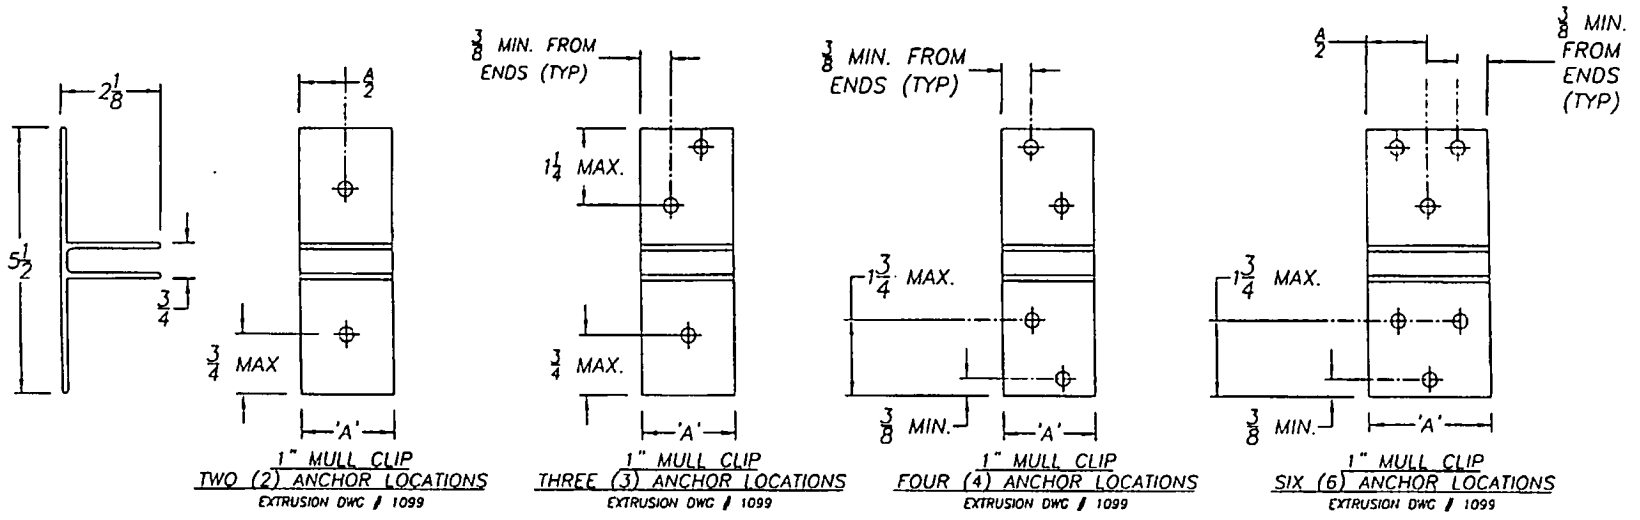 2 1/8
5 1/2
3/4
A/2
3/4 MAX
'A'
1" MULL CLIP
TWO (2) ANCHOR LOCATIONS
EXTRUSION DWG # 1099
3/8 MIN. FROM
ENDS (TYP)
1 1/4 MAX.
3/4 MAX.
'A'
1" MULL CLIP
THREE (3) ANCHOR LOCATIONS
EXTRUSION DWG # 1099
3/8 MIN. FROM
ENDS (TYP)
1 3/4 MAX.
3/8 MIN.
'A'
1" MULL CLIP
FOUR (4) ANCHOR LOCATIONS
EXTRUSION DWG # 1099
A/2
3/8 MIN.
FROM
ENDS
(TYP)
1 3/4 MAX.
3/8 MIN.
'A'
1" MULL CLIP
SIX (6) ANCHOR LOCATIONS
EXTRUSION DWG # 1099